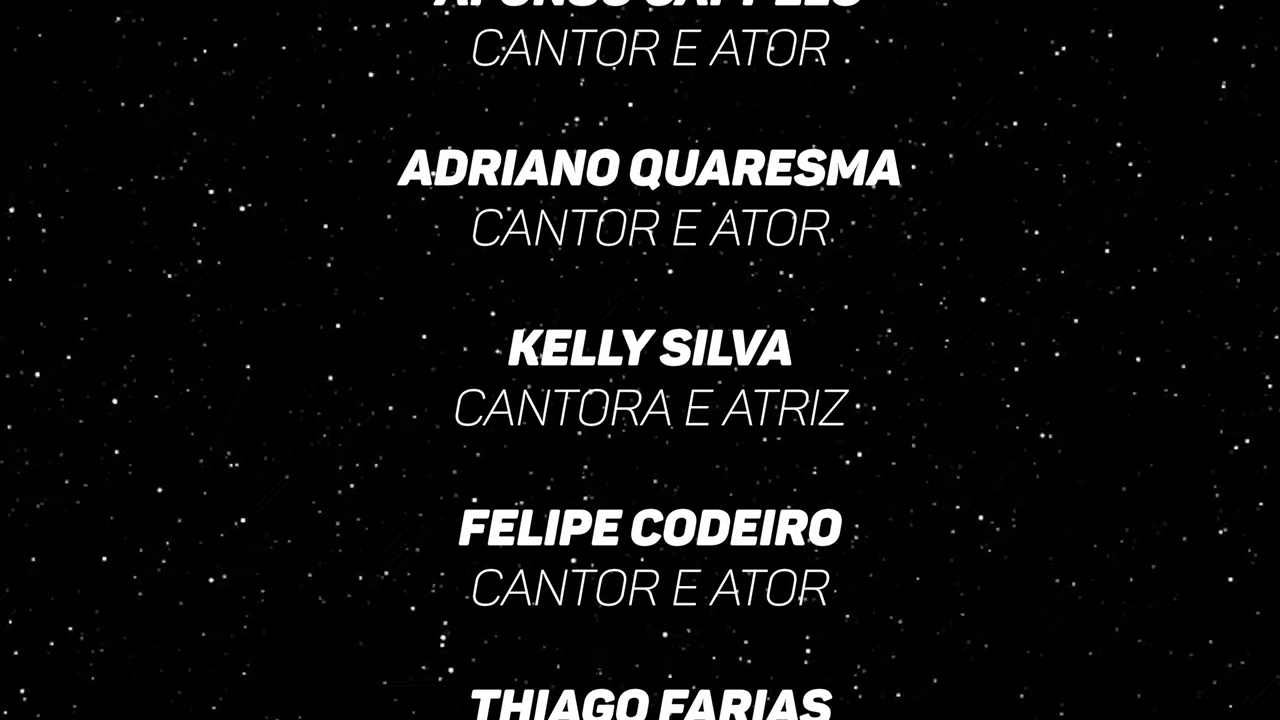 CANTOR E ATOR
ADRIANO QUARESMA
CANTOR E ATOR
KELLY SILVA
CANTORA E ATRIZ
FELIPE CODEIRO
CANTOR E ATOR
THIAGO FARIAS